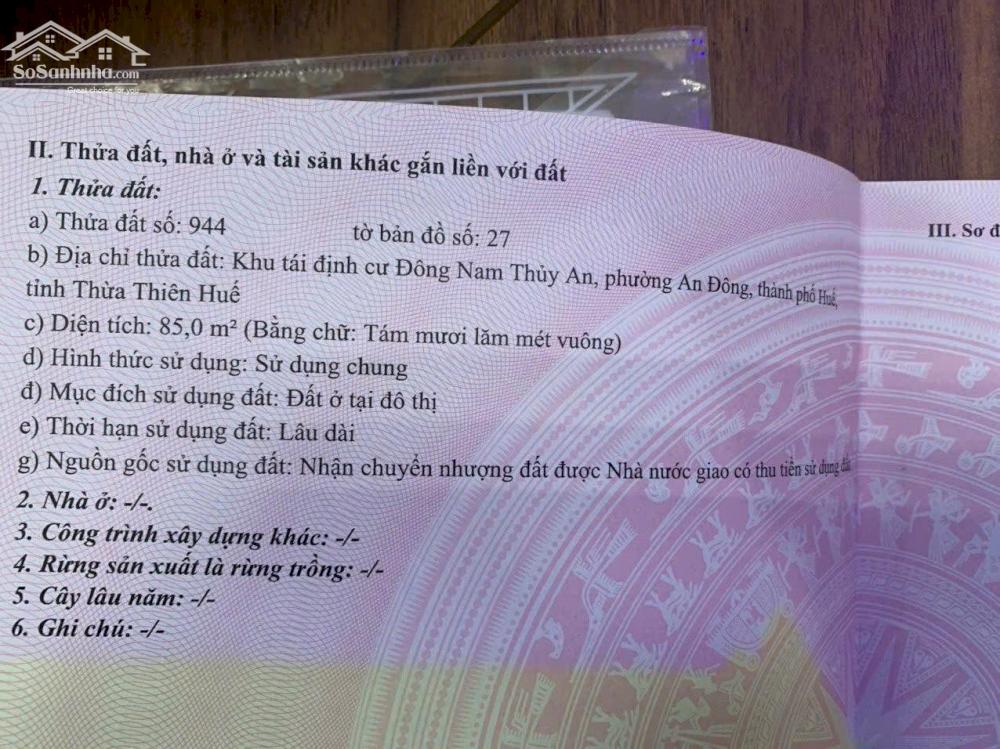 SoSanhnha.com
Great choice for you
II. Thửa đất, nhà ở và tài sản khác gắn liền với đất
1. Thửa đất:
a) Thửa đất số: 944 tờ bản đồ số: 27
b) Địa chỉ thửa đất: Khu tái định cư Đông Nam Thủy An, phường An Đông, thành phố Huế,
tỉnh Thừa Thiên Huế
c) Diện tích: 85,0 m² (Bằng chữ: Tám mươi lăm mét vuông)
d) Hình thức sử dụng: Sử dụng chung
đ) Mục đích sử dụng đất: Đất ở tại đô thị
e) Thời hạn sử dụng đất: Lâu dài
g) Nguồn gốc sử dụng đất: Nhận chuyển nhượng đất được Nhà nước giao có thu tiền sử dụng đất
2. Nhà ở: -/-.
3. Công trình xây dựng khác: -/-
4. Rừng sản xuất là rừng trồng: -/-
5. Cây lâu năm: -/-
6. Ghi chú: -/-
III. Sơ đ